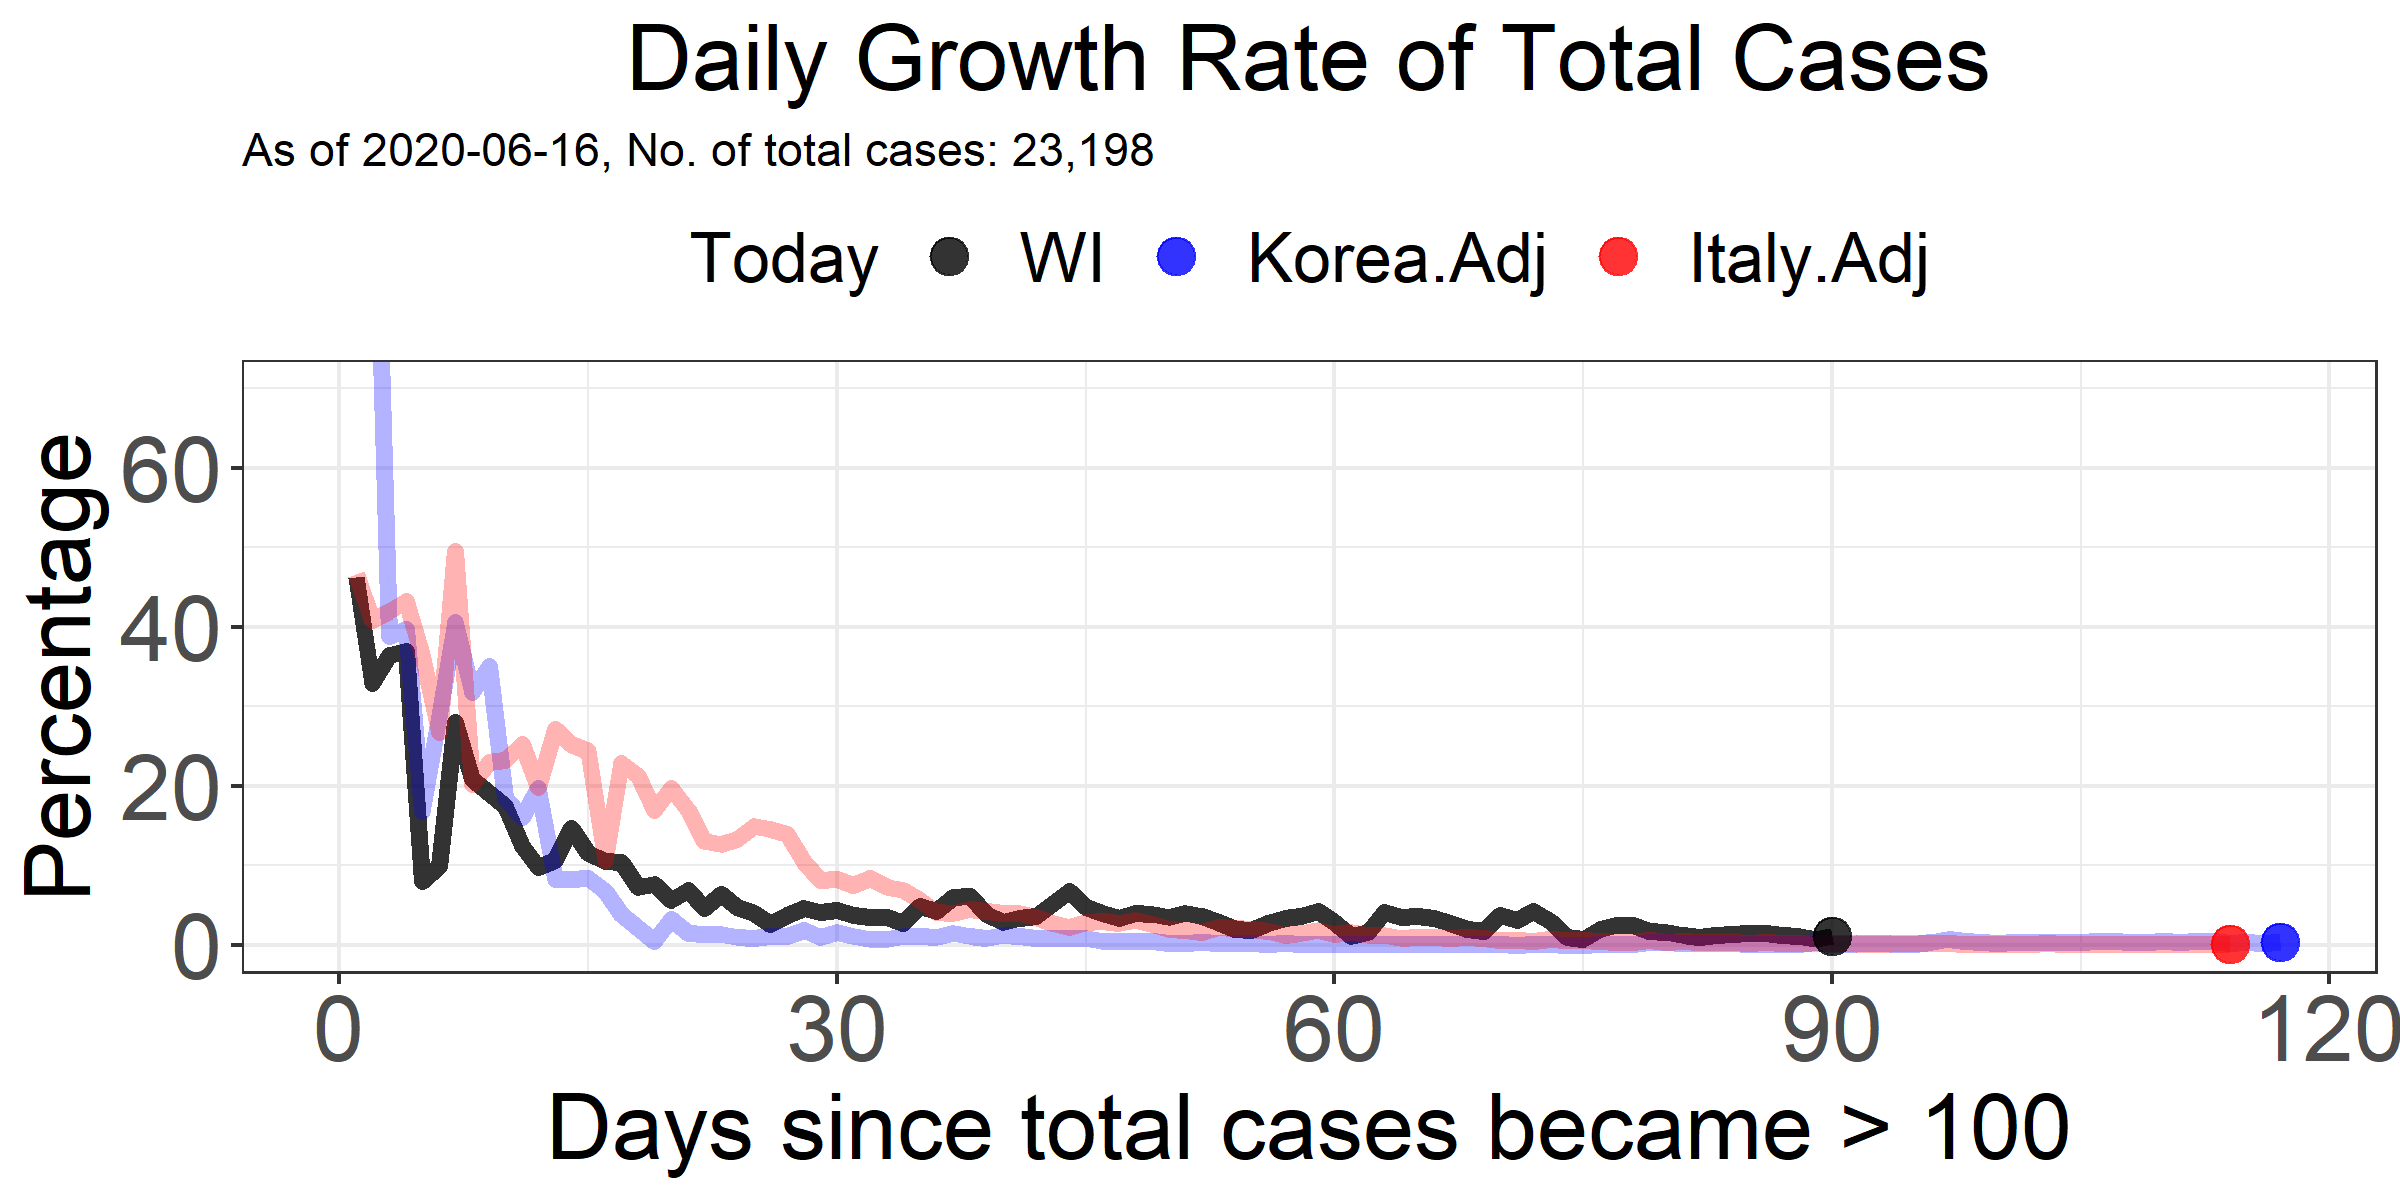 Daily Growth Rate of Total Cases
As of 2020-06-16, No. of total cases: 23,198
Today WI Korea.Adj Italy.Adj
Percentage
60
40
20
0
0 30 60 90 120
Days since total cases became > 100